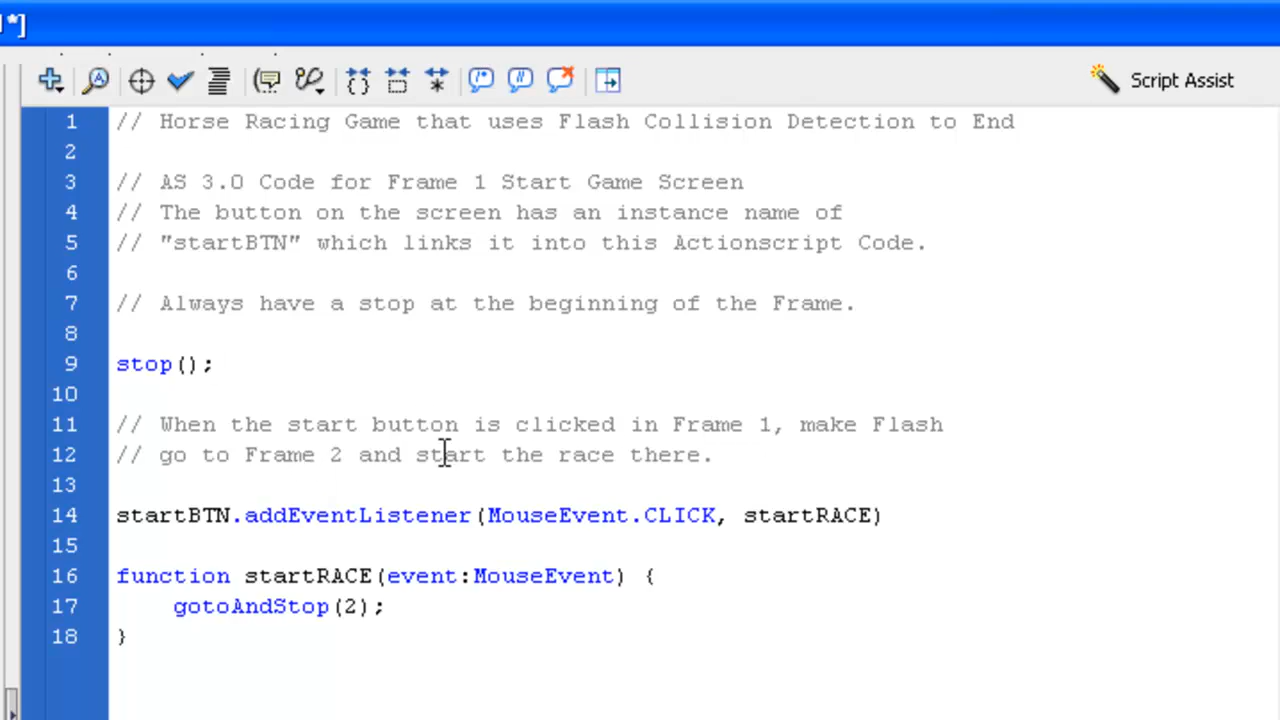 *]
Script Assist
1 // Horse Racing Game that uses Flash Collision Detection to End
2
3 // AS 3.0 Code for Frame 1 Start Game Screen
4 // The button on the screen has an instance name of
5 // "startBTN" which links it into this Actionscript Code.
6
7 // Always have a stop at the beginning of the Frame.
8
9 stop();
10
11 // When the start button is clicked in Frame 1, make Flash
12 // go to Frame 2 and start the race there.
13
14 startBTN.addEventListener(MouseEvent.CLICK, startRACE)
15
16 function startRACE(event:MouseEvent) {
17     gotoAndStop(2);
18 }